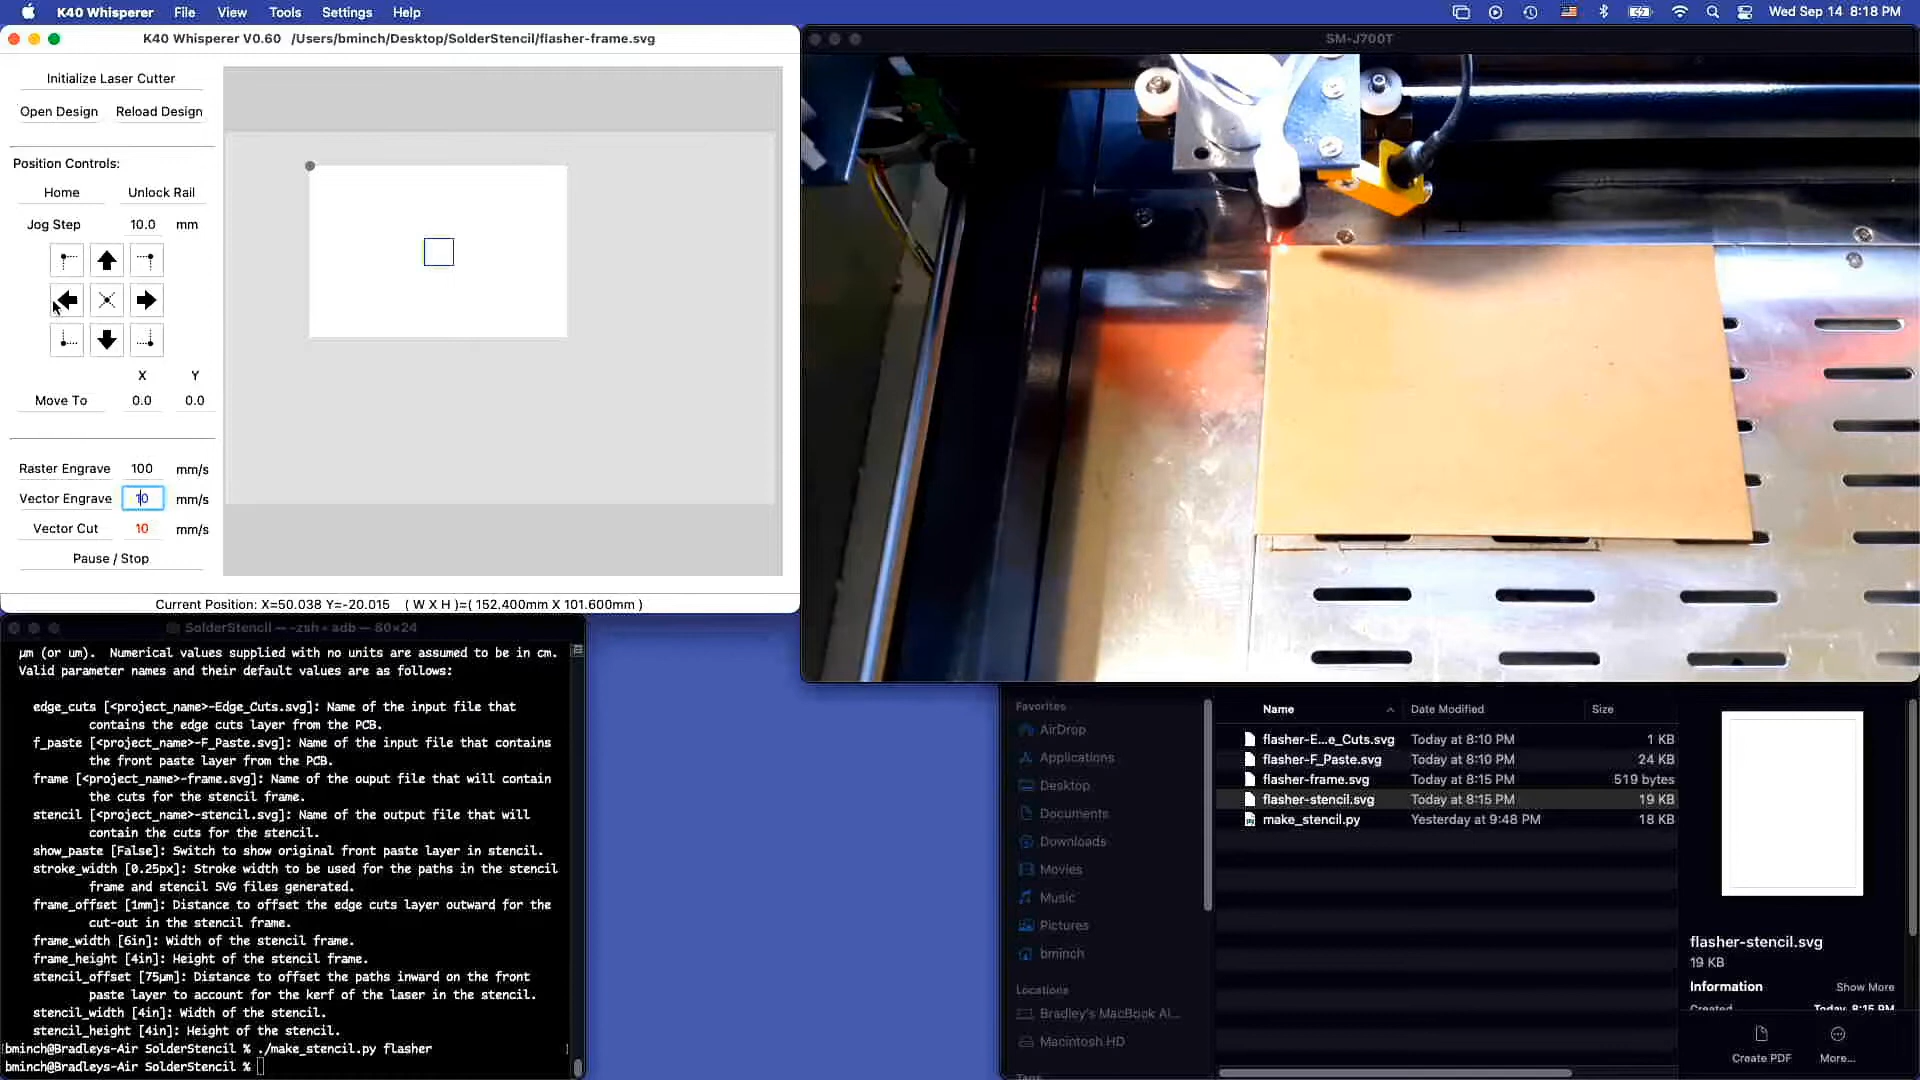 K40 Whisperer File View Tools Settings Help
Wed Sep 14 8:18 PM
K40 Whisperer V0.60 /Users/bminch/Desktop/SolderStencil/flasher-frame.svg
Initialize Laser Cutter
Open Design Reload Design
Position Controls:
Home Unlock Rail
Jog Step 10.0 mm
X Y
Move To 0.0 0.0
Raster Engrave 100 mm/s
Vector Engrave 10 mm/s
Vector Cut 10 mm/s
Pause / Stop
Current Position: X=50.038 Y=-20.015 ( W X H )=( 152.400mm X 101.600mm )
SM-J700T
SolderStencil — -zsh • adb — 80×24
µm (or um). Numerical values supplied with no units are assumed to be in cm.
Valid parameter names and their default values are as follows:
edge_cuts [<project_name>-Edge_Cuts.svg]: Name of the input file that
contains the edge cuts layer from the PCB.
f_paste [<project_name>-F_Paste.svg]: Name of the input file that contains
the front paste layer from the PCB.
frame [<project_name>-frame.svg]: Name of the ouput file that will contain
the cuts for the stencil frame.
stencil [<project_name>-stencil.svg]: Name of the output file that will
contain the cuts for the stencil.
show_paste [False]: Switch to show original front paste layer in stencil.
stroke_width [0.25px]: Stroke width to be used for the paths in the stencil
frame and stencil SVG files generated.
frame_offset [1mm]: Distance to offset the edge cuts layer outward for the
cut-out in the stencil frame.
frame_width [6in]: Width of the stencil frame.
frame_height [4in]: Height of the stencil frame.
stencil_offset [75µm]: Distance to offset the paths inward on the front
paste layer to account for the kerf of the laser in the stencil.
stencil_width [4in]: Width of the stencil.
stencil_height [4in]: Height of the stencil.
[bminch@Bradleys-Air SolderStencil % ./make_stencil.py flasher ]
bminch@Bradleys-Air SolderStencil %
Favorites
AirDrop
Applications
Desktop
Documents
Downloads
Movies
Music
Pictures
bminch
Locations
Bradley's MacBook Ai...
Macintosh HD
Tags
Name Date Modified Size
flasher-E...e_Cuts.svg Today at 8:10 PM 1 KB
flasher-F_Paste.svg Today at 8:10 PM 24 KB
flasher-frame.svg Today at 8:15 PM 519 bytes
flasher-stencil.svg Today at 8:15 PM 19 KB
make_stencil.py Yesterday at 9:48 PM 18 KB
flasher-stencil.svg
19 KB
Information Show More
Created Today, 8:15 PM
Create PDF More...